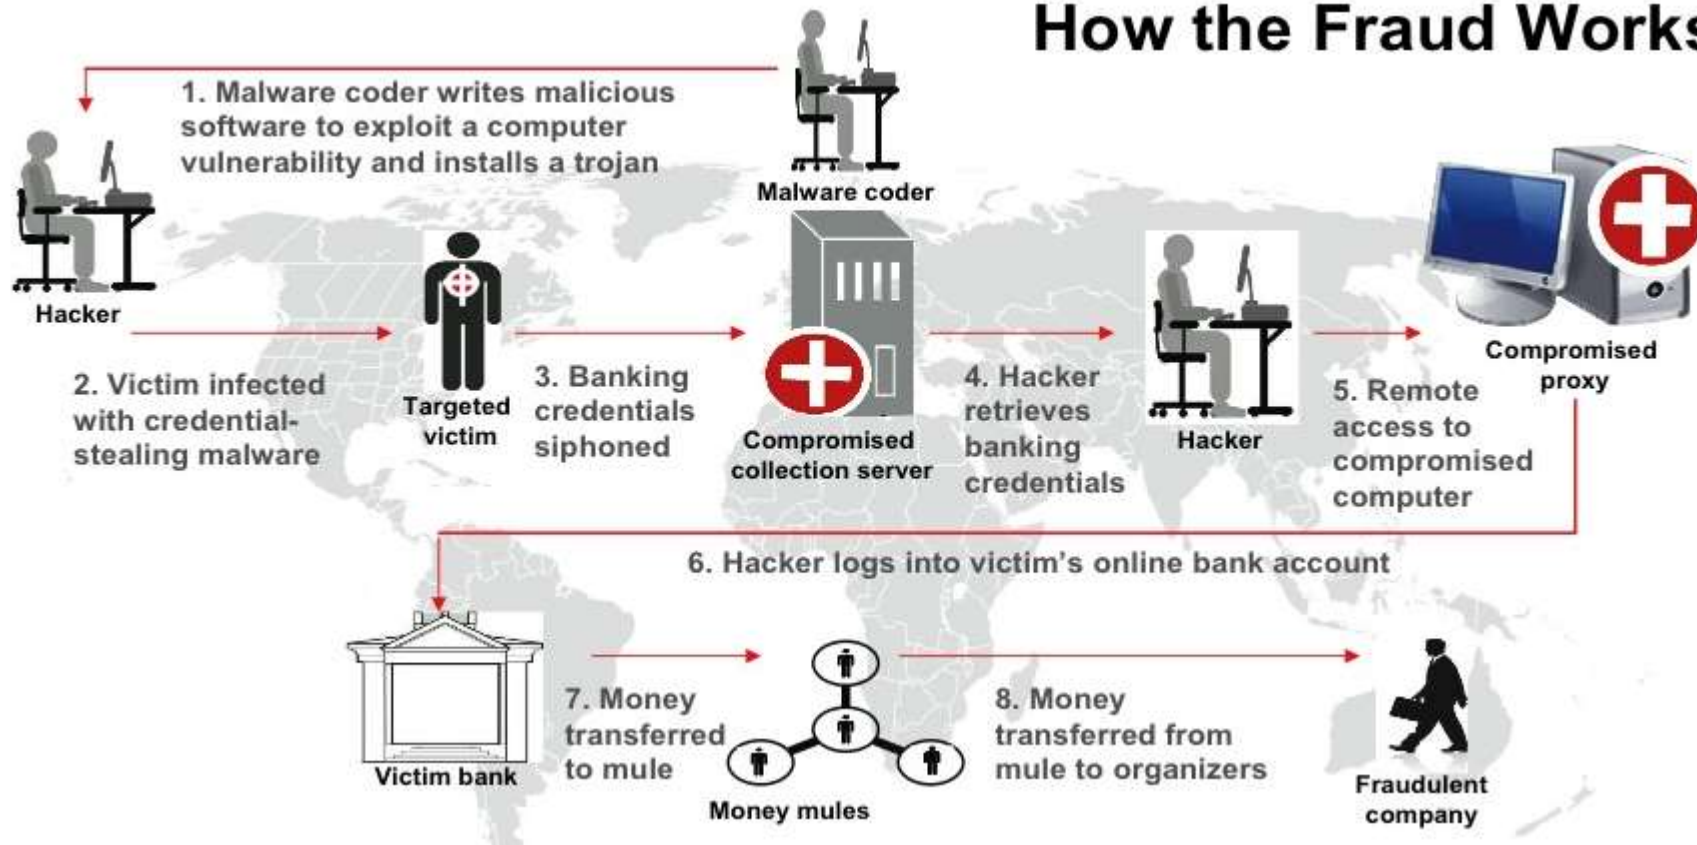 How the Fraud Works
1. Malware coder writes malicious
software to exploit a computer
vulnerability and installs a trojan
Malware coder
Hacker
2. Victim infected
with credential-
stealing malware
Targeted
victim
3. Banking
credentials
siphoned
Compromised
collection server
4. Hacker
retrieves
banking
credentials
Hacker
5. Remote
access to
compromised
computer
Compromised
proxy
6. Hacker logs into victim's online bank account
Victim bank
7. Money
transferred
to mule
Money mules
8. Money
transferred from
mule to organizers
Fraudulent
company